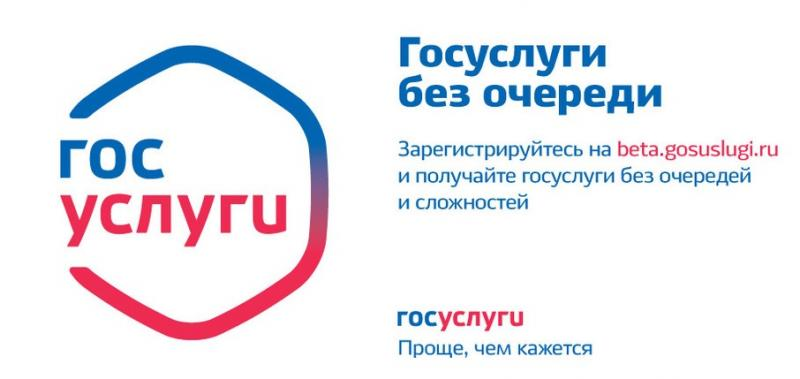 гос
услуги
Госуслуги
без очереди
Зарегистрируйтесь на beta.gosuslugi.ru
и получайте госуслуги без очередей
и сложностей
госуслуги
Проще, чем кажется